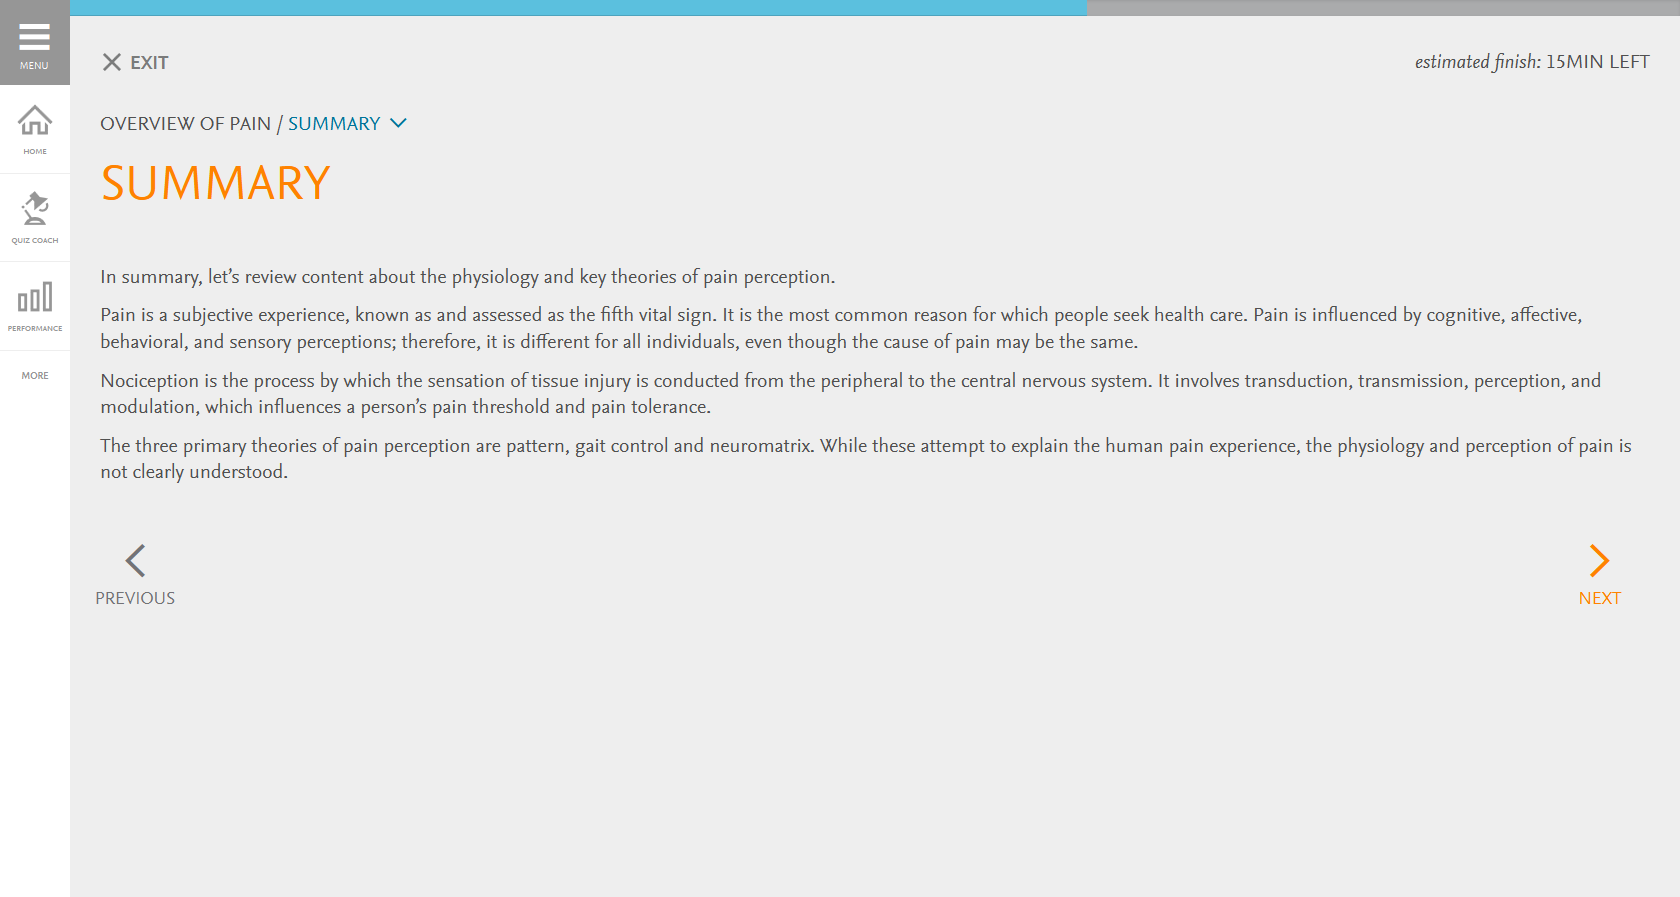 MENU
EXIT
estimated finish: 15MIN LEFT
HOME
QUIZ COACH
PERFORMANCE
MORE
OVERVIEW OF PAIN / SUMMARY
SUMMARY
In summary, let’s review content about the physiology and key theories of pain perception.
Pain is a subjective experience, known as and assessed as the fifth vital sign. It is the most common reason for which people seek health care. Pain is influenced by cognitive, affective,
behavioral, and sensory perceptions; therefore, it is different for all individuals, even though the cause of pain may be the same.
Nociception is the process by which the sensation of tissue injury is conducted from the peripheral to the central nervous system. It involves transduction, transmission, perception, and
modulation, which influences a person’s pain threshold and pain tolerance.
The three primary theories of pain perception are pattern, gait control and neuromatrix. While these attempt to explain the human pain experience, the physiology and perception of pain is
not clearly understood.
PREVIOUS
NEXT